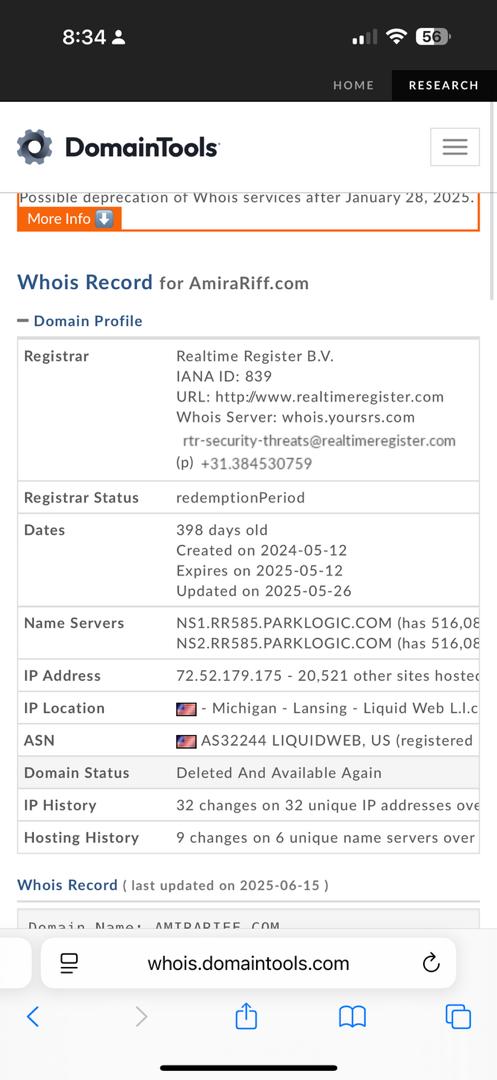 8:34
56
HOME RESEARCH
DomainTools
Possible deprecation of Whois services after January 28, 2025.
More Info
Whois Record for AmiraRiff.com
Domain Profile
Registrar Realtime Register B.V.
IANA ID: 839
URL: http://www.realtimeregister.com
Whois Server: whois.yoursrs.com
rtr-security-threats@realtimeregister.com
(p) +31.384530759
Registrar Status redemptionPeriod
Dates 398 days old
Created on 2024-05-12
Expires on 2025-05-12
Updated on 2025-05-26
Name Servers NS1.RR585.PARKLOGIC.COM (has 516,08
NS2.RR585.PARKLOGIC.COM (has 516,08
IP Address 72.52.179.175 - 20,521 other sites hosted
IP Location - Michigan - Lansing - Liquid Web L.l.c
ASN AS32244 LIQUIDWEB, US (registered
Domain Status Deleted And Available Again
IP History 32 changes on 32 unique IP addresses ove
Hosting History 9 changes on 6 unique name servers over
Whois Record ( last updated on 2025-06-15 )
Domain Name: AMIRARIFF.COM
whois.domaintools.com